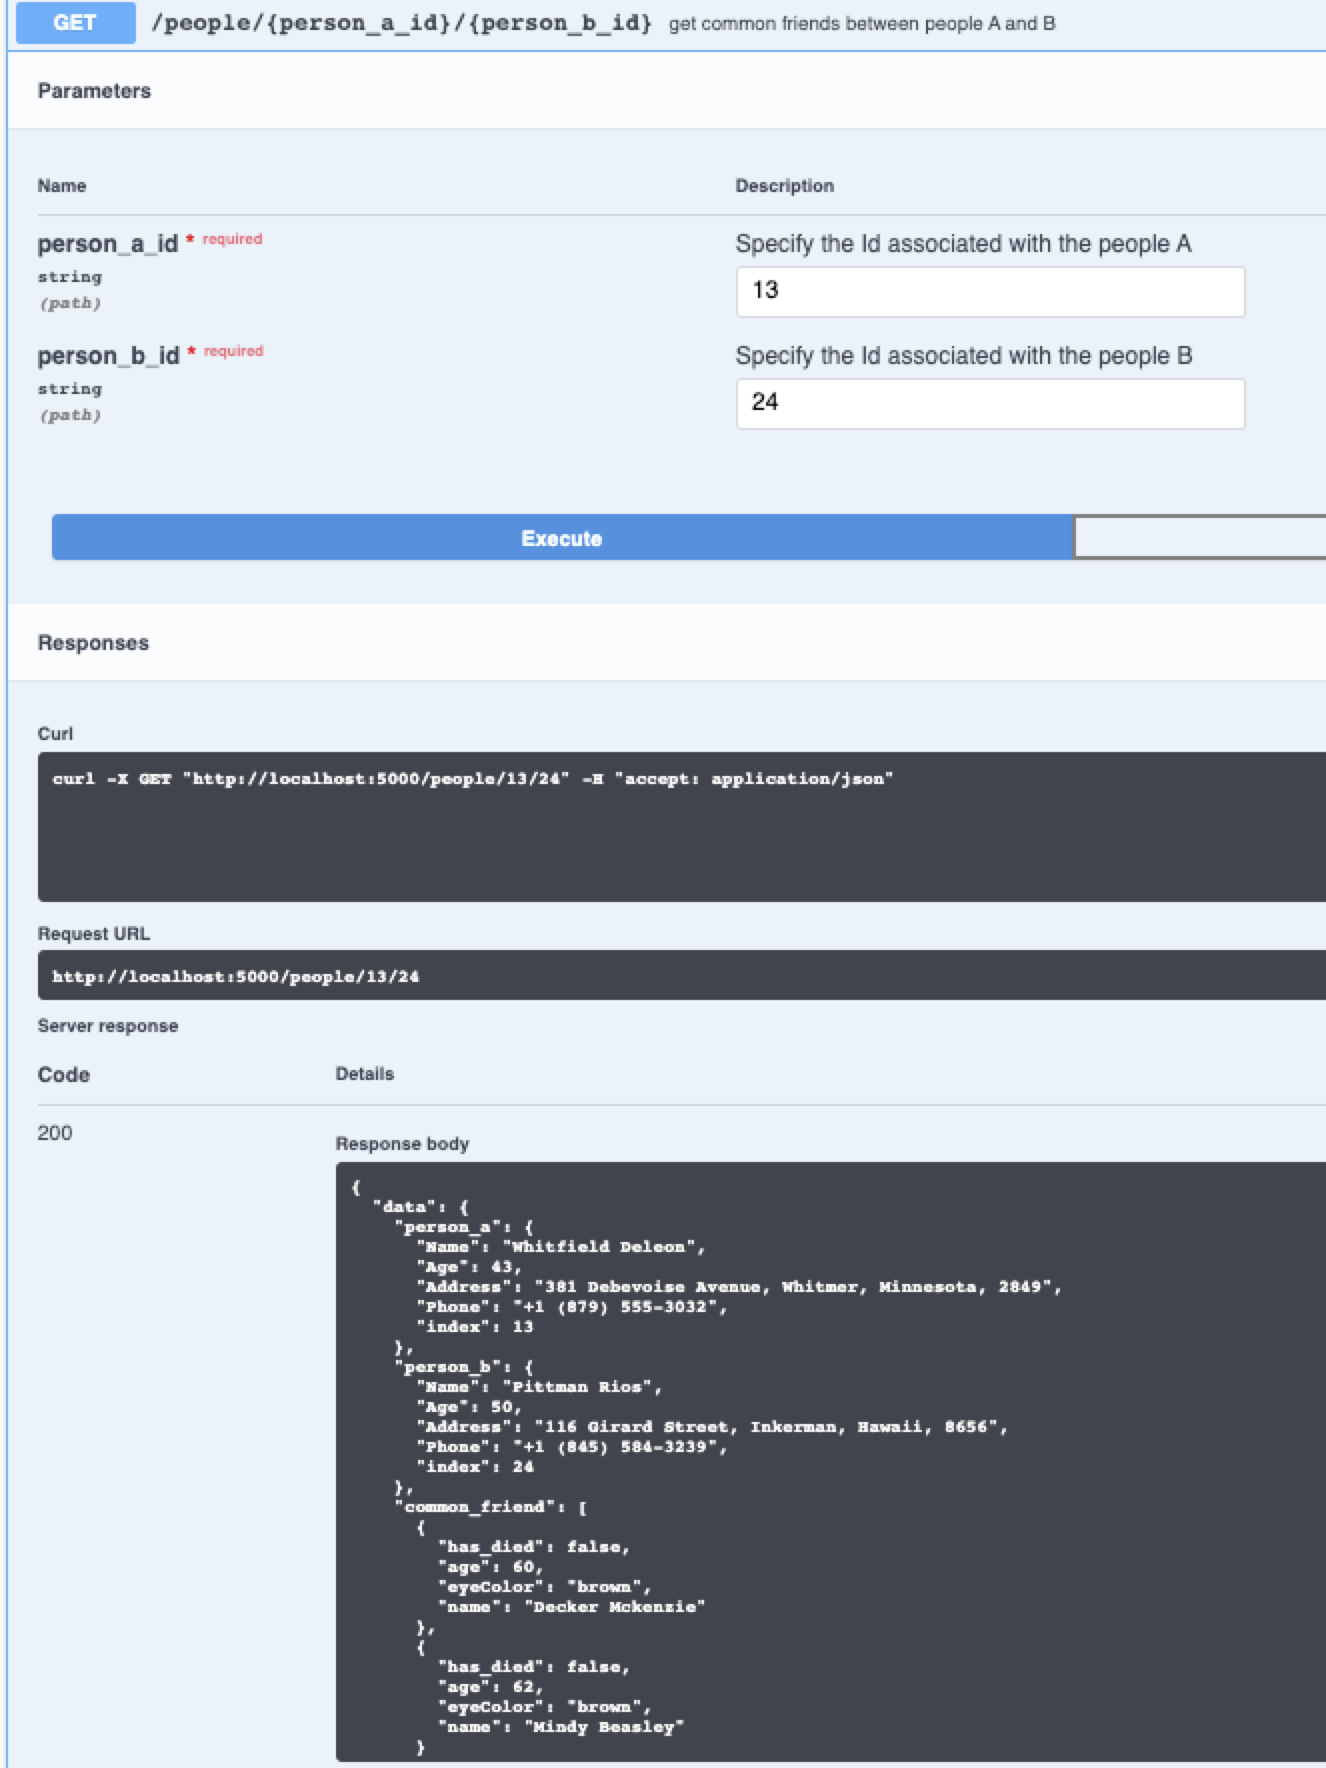 GET /people/{person_a_id}/{person_b_id} get common friends between people A and B
Parameters
Name Description
person_a_id * required Specify the Id associated with the people A
string 13
(path)
person_b_id * required Specify the Id associated with the people B
string 24
(path)
Execute
Responses
Curl
curl -X GET "http://localhost:5000/people/13/24" -H "accept: application/json"
Request URL
http://localhost:5000/people/13/24
Server response
Code Details
200
Response body
{
  "data": {
    "person_a": {
      "Name": "Whitfield Deleon",
      "Age": 43,
      "Address": "381 Debevoise Avenue, Whitmer, Minnesota, 2849",
      "Phone": "+1 (879) 555-3032",
      "index": 13
    },
    "person_b": {
      "Name": "Pittman Rios",
      "Age": 50,
      "Address": "116 Girard Street, Inkerman, Hawaii, 8656",
      "Phone": "+1 (845) 584-3239",
      "index": 24
    },
    "common_friend": [
      {
        "has_died": false,
        "age": 60,
        "eyeColor": "brown",
        "name": "Decker Mckenzie"
      },
      {
        "has_died": false,
        "age": 62,
        "eyeColor": "brown",
        "name": "Mindy Beasley"
      }